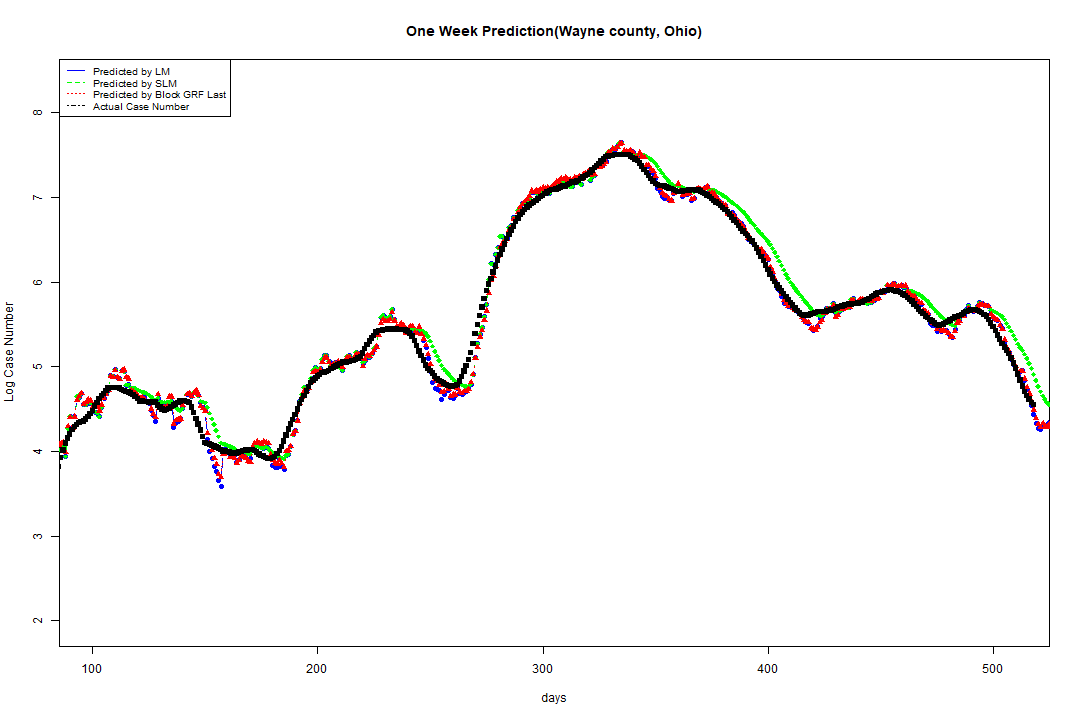 One Week Prediction(Wayne county, Ohio)
Predicted by LM
Predicted by SLM
Predicted by Block GRF Last
Actual Case Number
8
7
6
5
4
3
2
Log Case Number
100 200 300 400 500
days